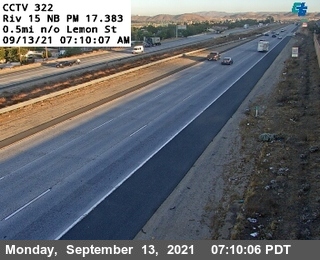 CCTV 322
Riv 15 NB PM 17.383
0.5mi n/o Lemon St
09/13/21 07:10:07 AM
Monday, September 13, 2021 07:10:06 PDT